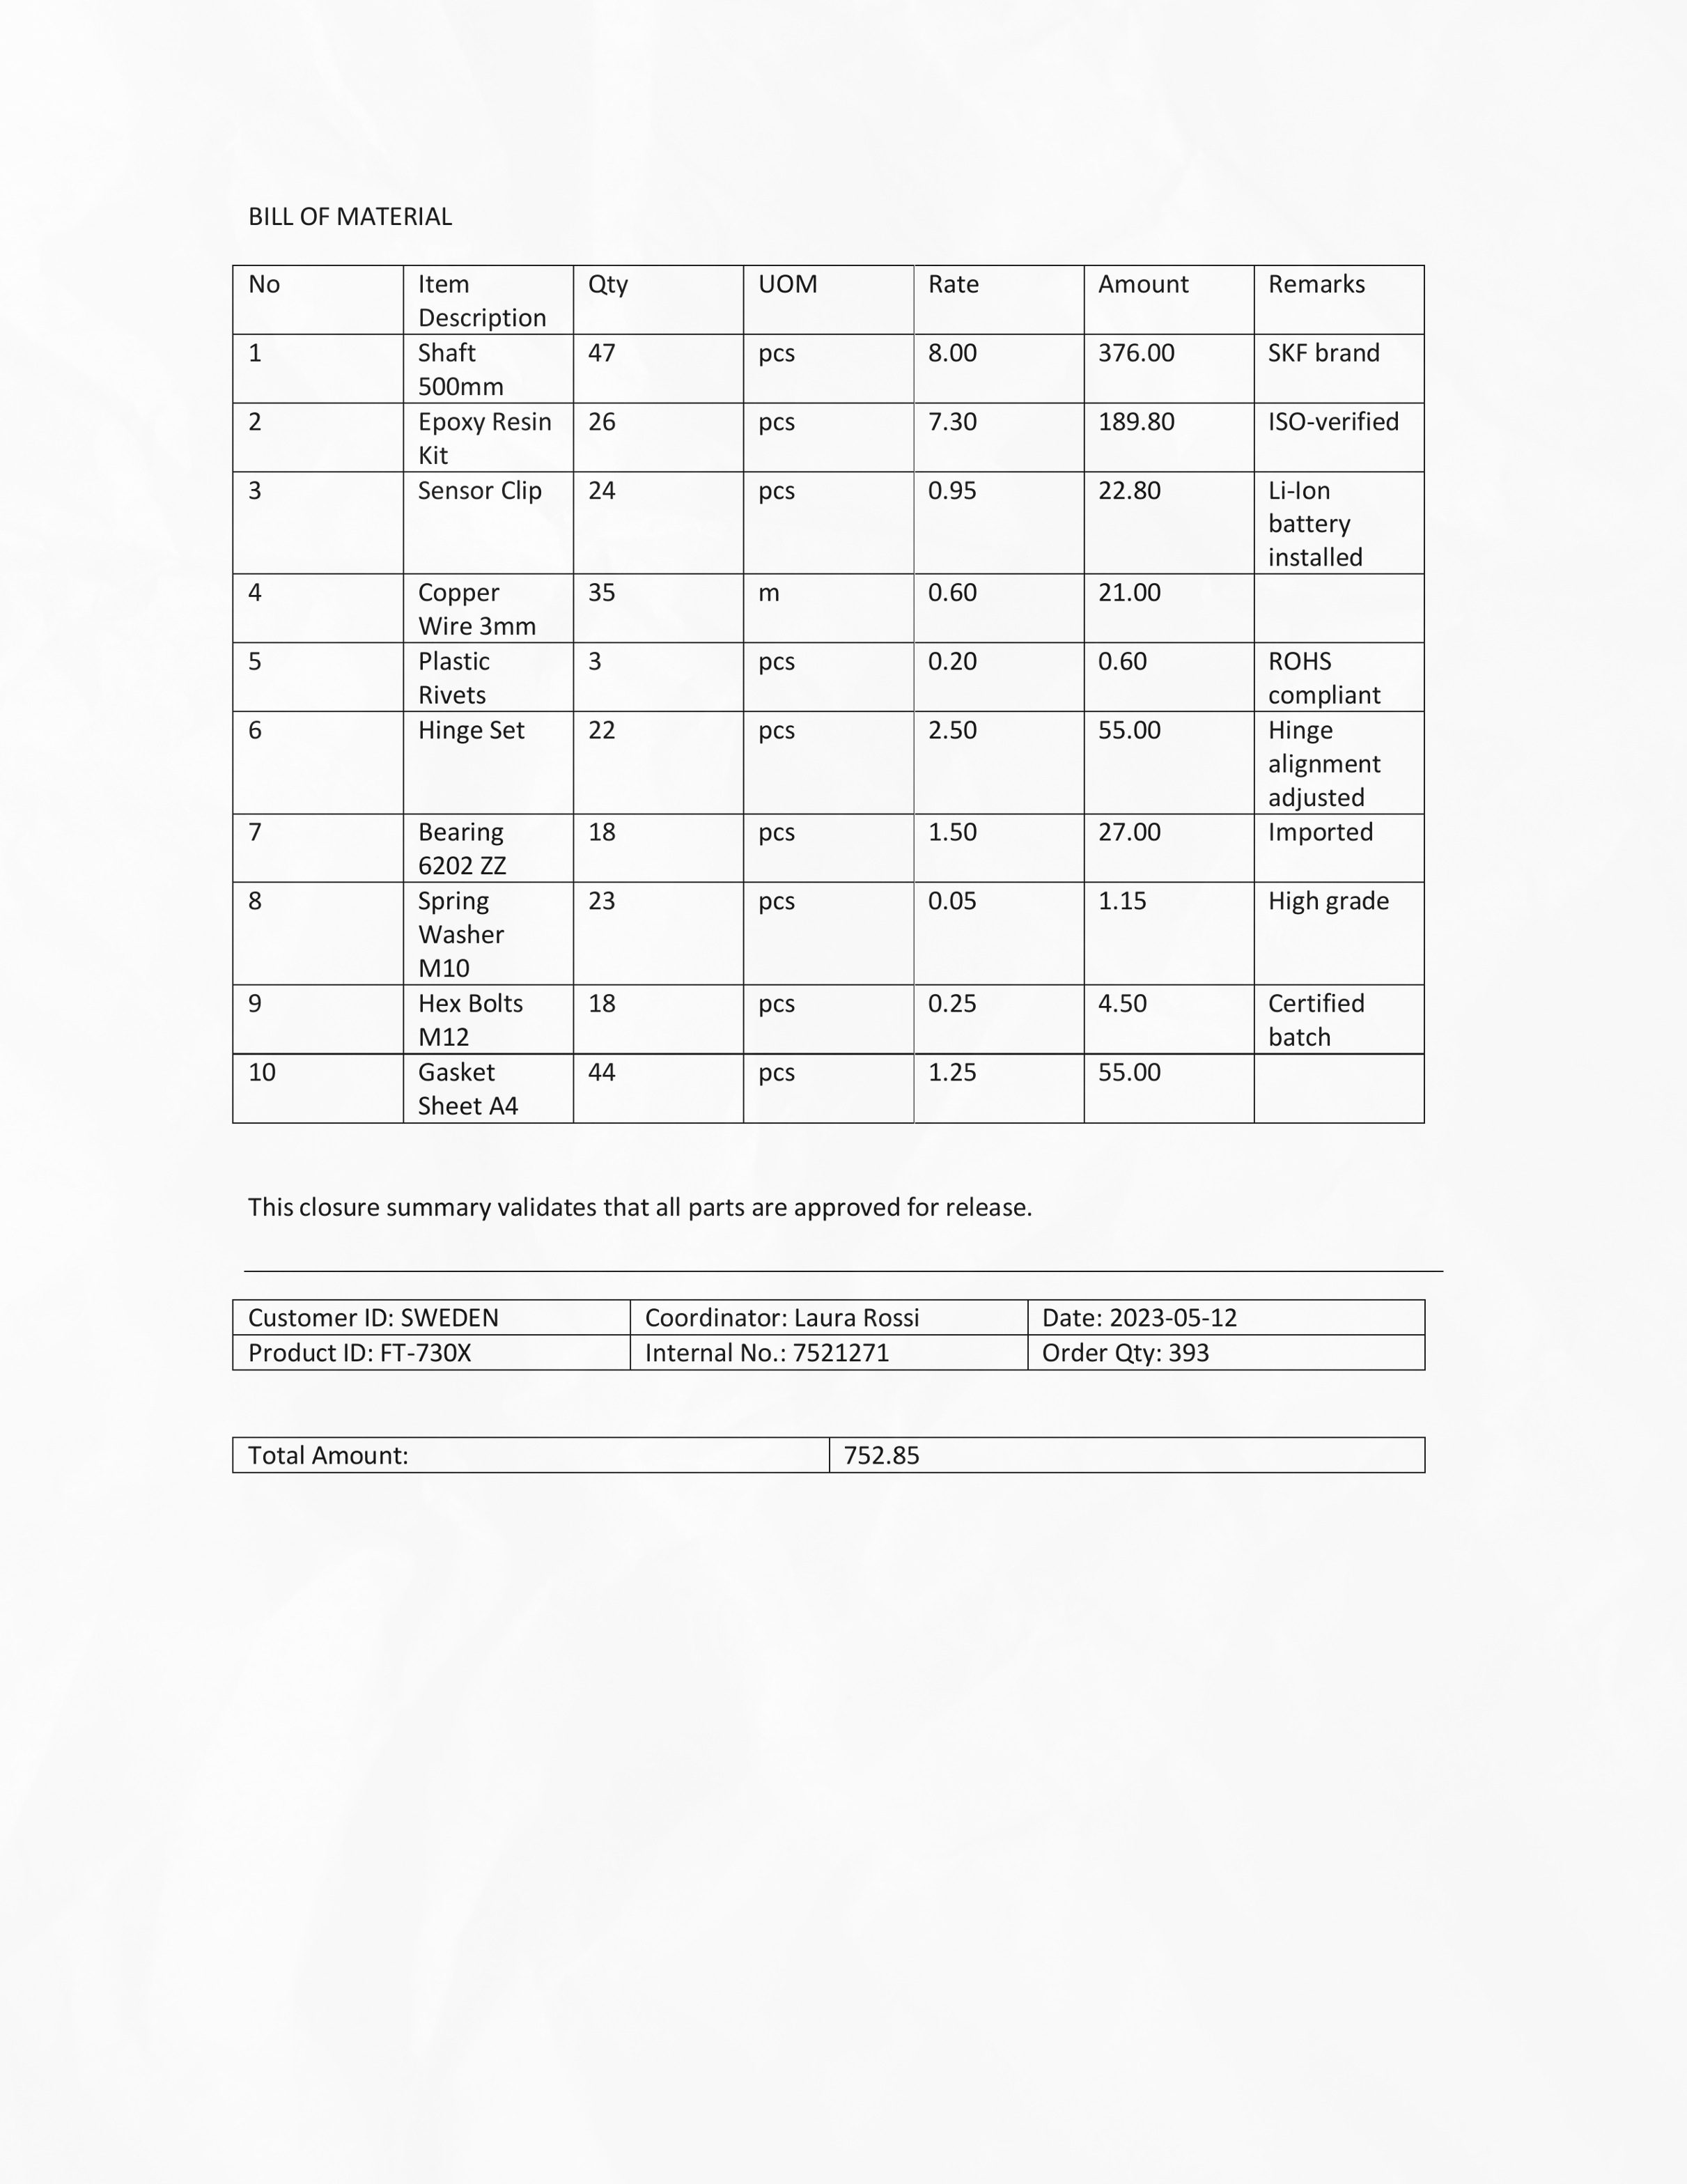 BILL OF MATERIAL
No Item Description Qty UOM Rate Amount Remarks
1 Shaft 500mm 47 pcs 8.00 376.00 SKF brand
2 Epoxy Resin Kit 26 pcs 7.30 189.80 ISO-verified
3 Sensor Clip 24 pcs 0.95 22.80 Li-Ion battery installed
4 Copper Wire 3mm 35 m 0.60 21.00
5 Plastic Rivets 3 pcs 0.20 0.60 ROHS compliant
6 Hinge Set 22 pcs 2.50 55.00 Hinge alignment adjusted
7 Bearing 6202 ZZ 18 pcs 1.50 27.00 Imported
8 Spring Washer M10 23 pcs 0.05 1.15 High grade
9 Hex Bolts M12 18 pcs 0.25 4.50 Certified batch
10 Gasket Sheet A4 44 pcs 1.25 55.00
This closure summary validates that all parts are approved for release.
Customer ID: SWEDEN Coordinator: Laura Rossi Date: 2023-05-12
Product ID: FT-730X Internal No.: 7521271 Order Qty: 393
Total Amount: 752.85